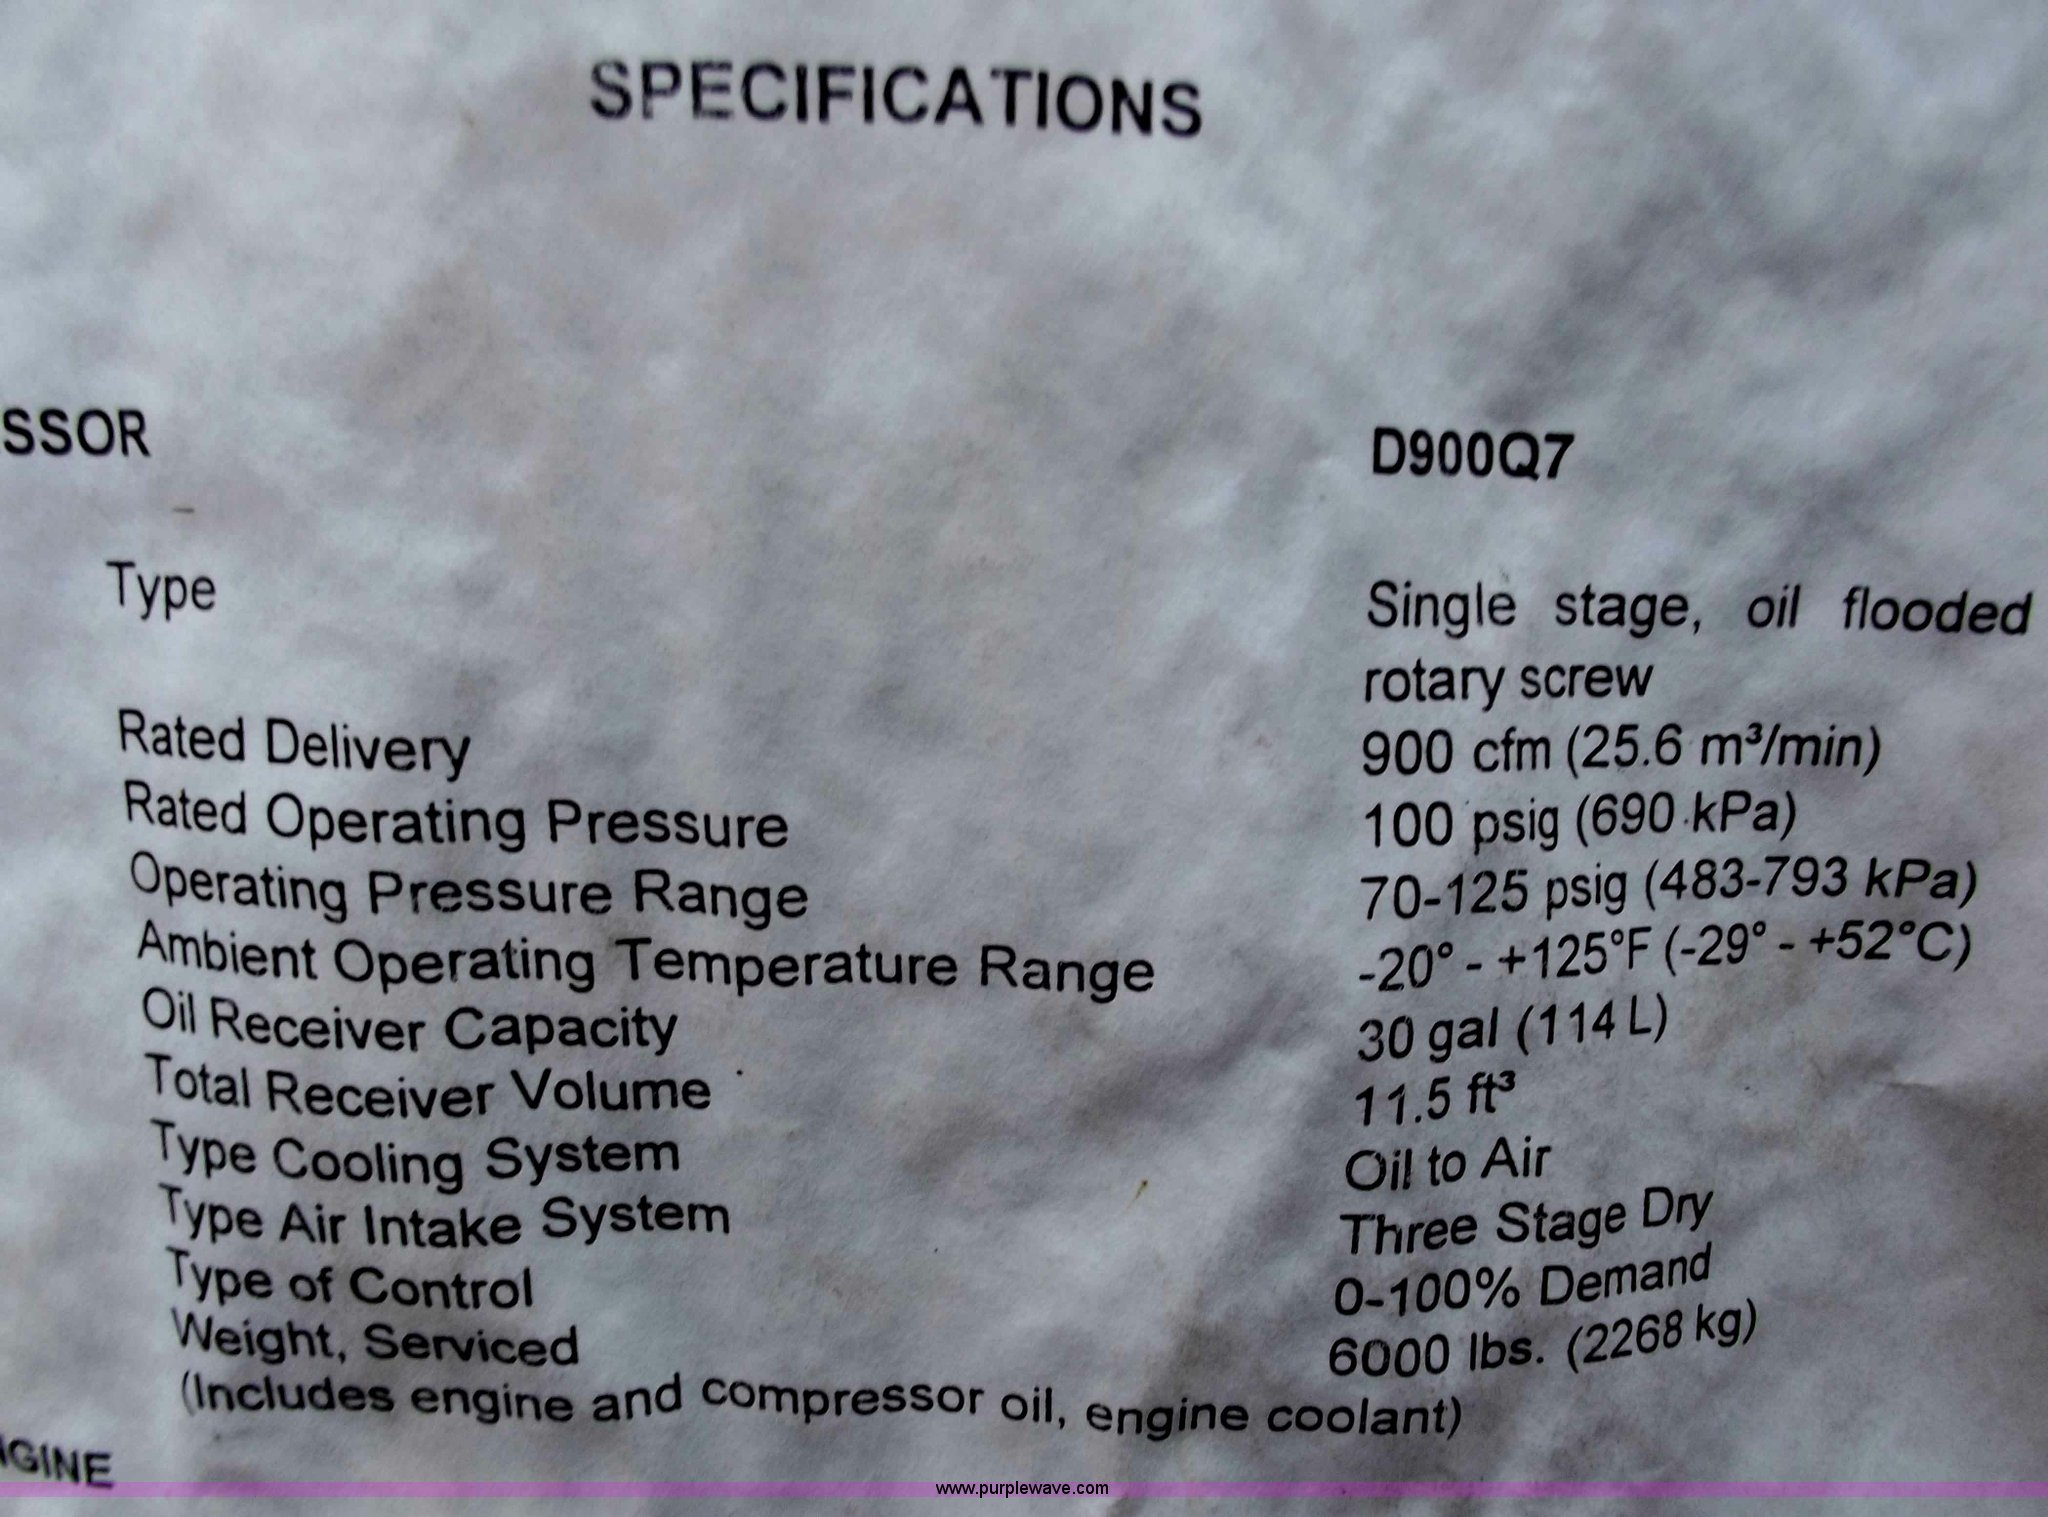 SPECIFICATIONS
SSOR D900Q7
Type Single stage, oil flooded
rotary screw
Rated Delivery 900 cfm (25.6 m³/min)
Rated Operating Pressure 100 psig (690 kPa)
Operating Pressure Range 70-125 psig (483-793 kPa)
Ambient Operating Temperature Range -20° - +125°F (-29° - +52°C)
Oil Receiver Capacity 30 gal (114 L)
Total Receiver Volume 11.5 ft³
Type Cooling System Oil to Air
Type Air Intake System Three Stage Dry
Type of Control 0-100% Demand
Weight, Serviced 6000 lbs. (2268 kg)
(Includes engine and compressor oil, engine coolant)
GINE
www.purplewave.com